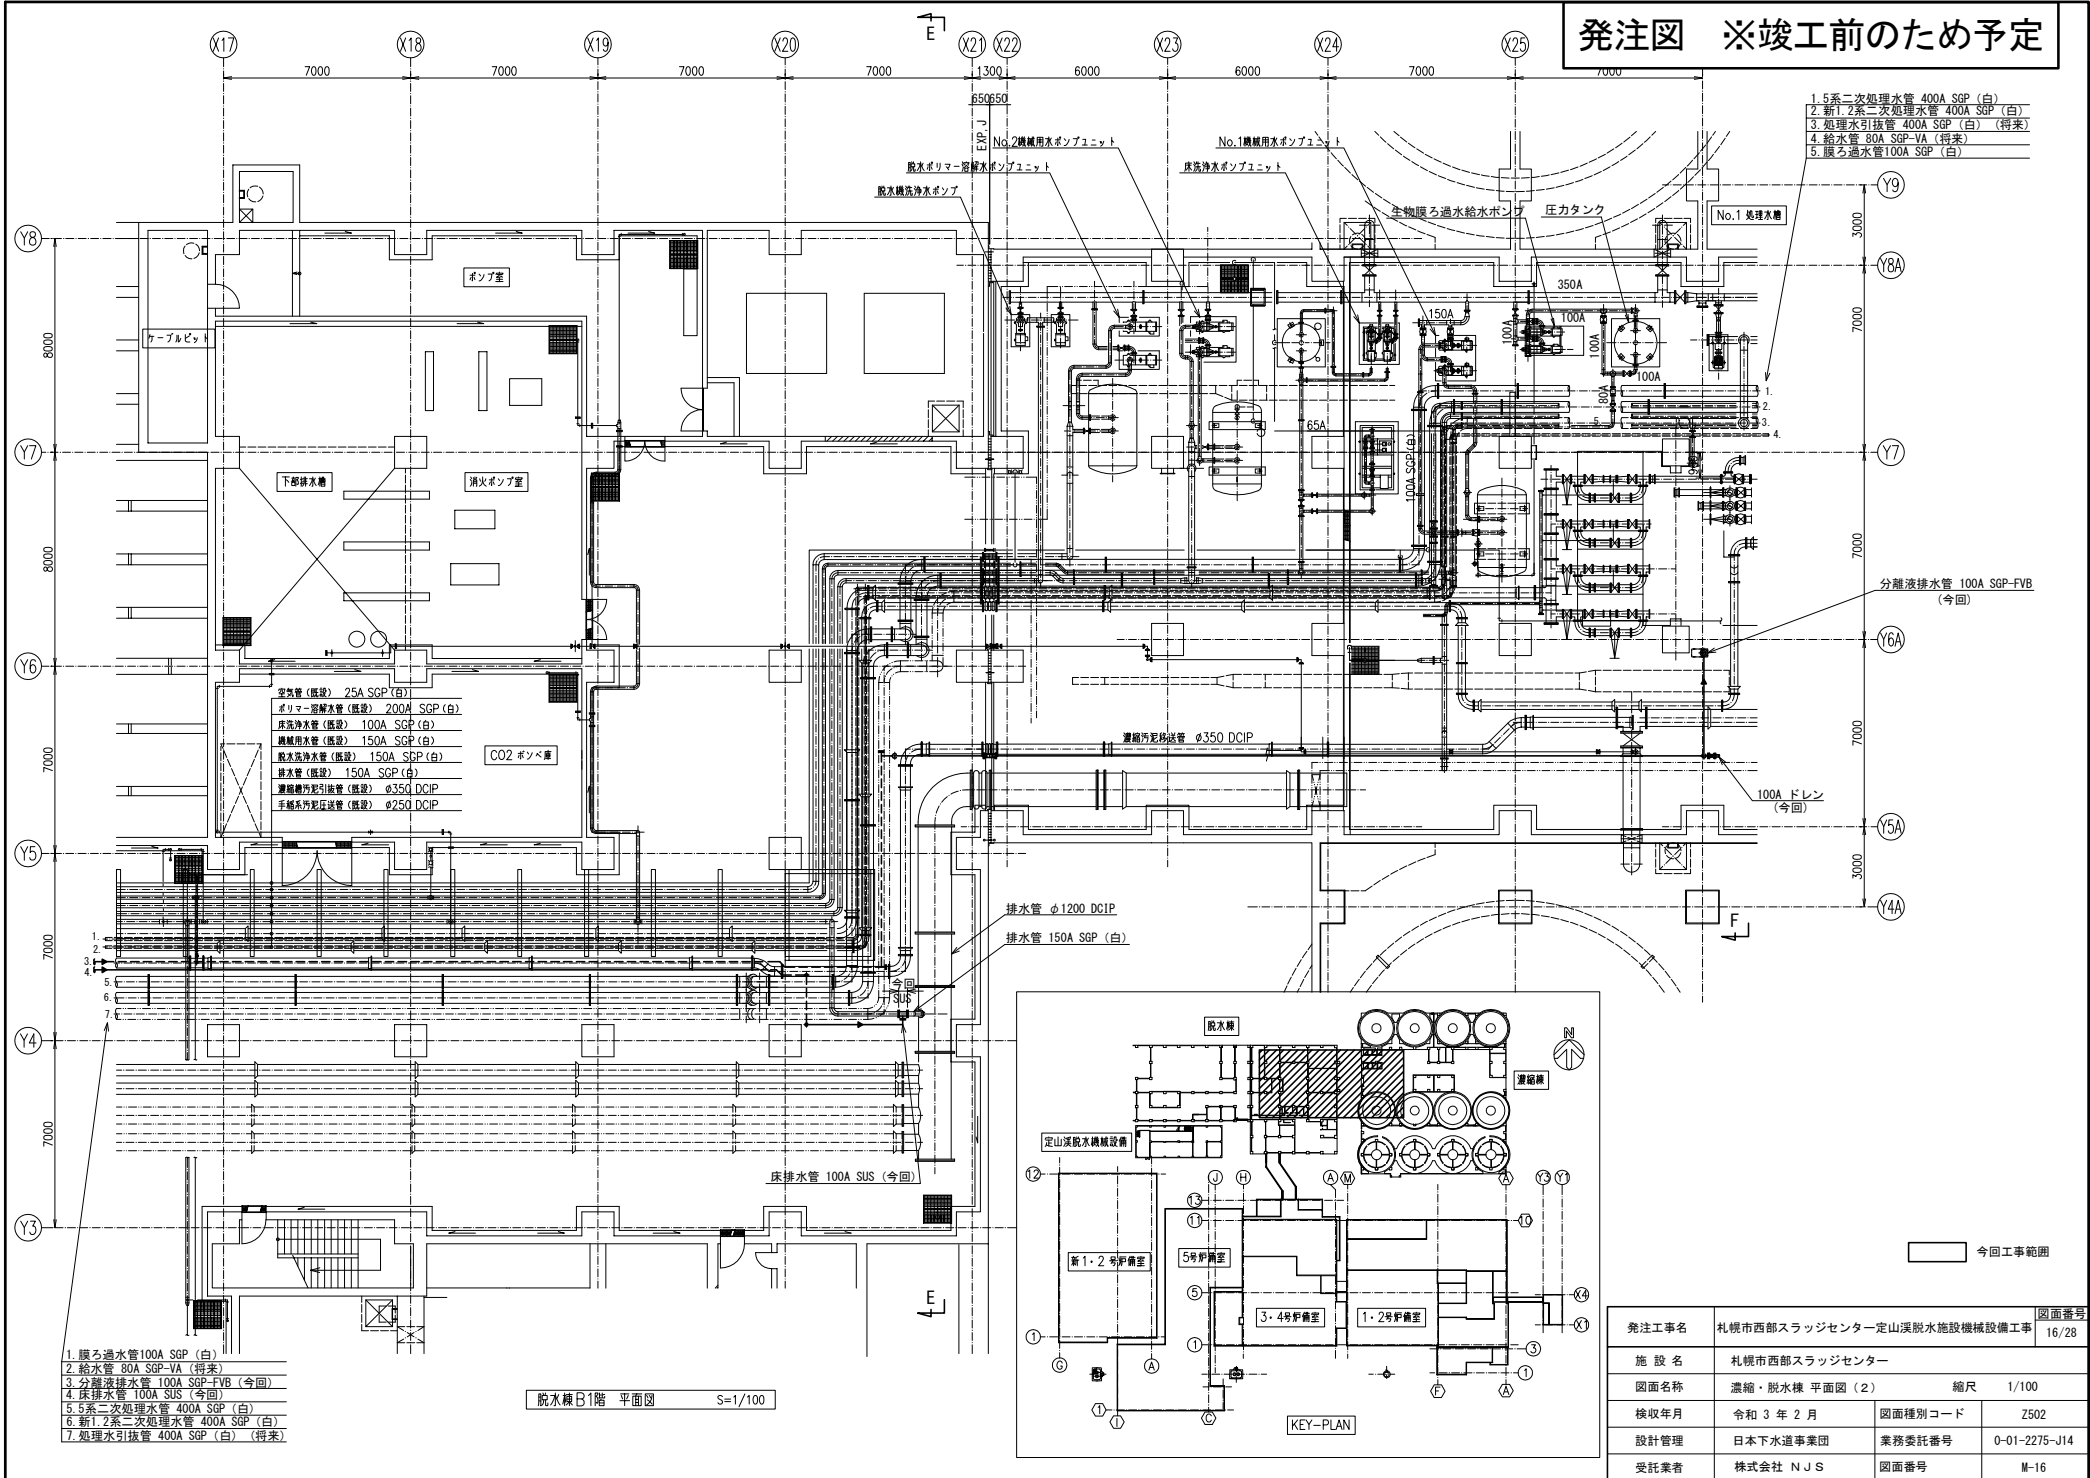 発注図　※竣工前のため予定
E
X17 X18 X19 X20 X21 X22 X23 X24 X25
7000 7000 7000 7000 1300 6000 6000 7000 7000
650 650
EXP.J
1.5系二次処理水管 400A SGP (白)
2.新1.2系二次処理水管 400A SGP (白)
3.処理水引抜管 400A SGP (白) (将来)
4.給水管 80A SGP-VA (将来)
5.膜ろ過水管100A SGP (白)
No.2機械用水ポンプユニット
No.1機械用水ポンプユニット
脱水ポリマー溶解水ポンプユニット
床洗浄水ポンプユニット
脱水機洗浄水ポンプ
生物膜ろ過水給水ポンプ
圧力タンク
No.1 処理水槽
Y9
3000
Y8
Y8A
ポンプ室
350A
150A
100A
100A
100A
100A
80A
7000
ケーブルピット
8000
1.
2.
5.
3.
4.
65A
100A SGP(白)
Y7
Y7
下部排水槽
消火ポンプ室
8000
7000
分離液排水管 100A SGP-FVB
(今回)
Y6
Y6A
空気管(既設) 25A SGP(白)
ポリマー溶解水管(既設) 200A SGP(白)
床洗浄水管(既設) 100A SGP(白)
機械用水管(既設) 150A SGP(白)
脱水洗浄水管(既設) 150A SGP(白)
排水管(既設) 150A SGP(白)
濃縮槽汚泥引抜管(既設) φ350 DCIP
手稲系汚泥圧送管(既設) φ250 DCIP
CO2 ボンベ庫
濃縮汚泥移送管 φ350 DCIP
7000
7000
100A ドレン
(今回)
Y5
Y5A
3000
Y4A
F
排水管 φ1200 DCIP
排水管 150A SGP (白)
7000
1.
2.
3.
4.
5.
6.
7.
今回
SUS
Y4
7000
床排水管 100A SUS (今回)
Y3
E
脱水棟
N
濃縮棟
定山渓脱水機械設備
12 J H A M A Y3 Y1
13
11
10
新1・2号炉備室
5号炉備室
5
3・4号炉備室
1・2号炉備室
X4
X1
1 1 3 1
G A F A
1 I C
KEY-PLAN
今回工事範囲
1.膜ろ過水管100A SGP (白)
2.給水管 80A SGP-VA (将来)
3.分離液排水管 100A SGP-FVB (今回)
4.床排水管 100A SUS (今回)
5.5系二次処理水管 400A SGP (白)
6.新1.2系二次処理水管 400A SGP (白)
7.処理水引抜管 400A SGP (白) (将来)
脱水棟B1階 平面図 S=1/100
発注工事名 札幌市西部スラッジセンター定山渓脱水施設機械設備工事 図面番号 16/28
施 設 名 札幌市西部スラッジセンター
図面名称 濃縮・脱水棟 平面図(2) 縮尺 1/100
検収年月 令和 3 年 2 月 図面種別コード Z502
設計管理 日本下水道事業団 業務委託番号 0-01-2275-J14
受託業者 株式会社 NJS 図面番号 M-16